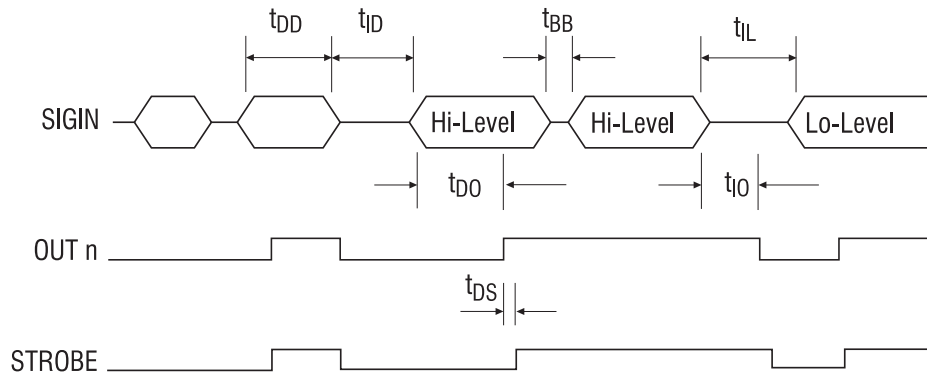 tDD tID tBB tIL
SIGIN Hi-Level Hi-Level Lo-Level
tDO tIO
OUT n
tDS
STROBE